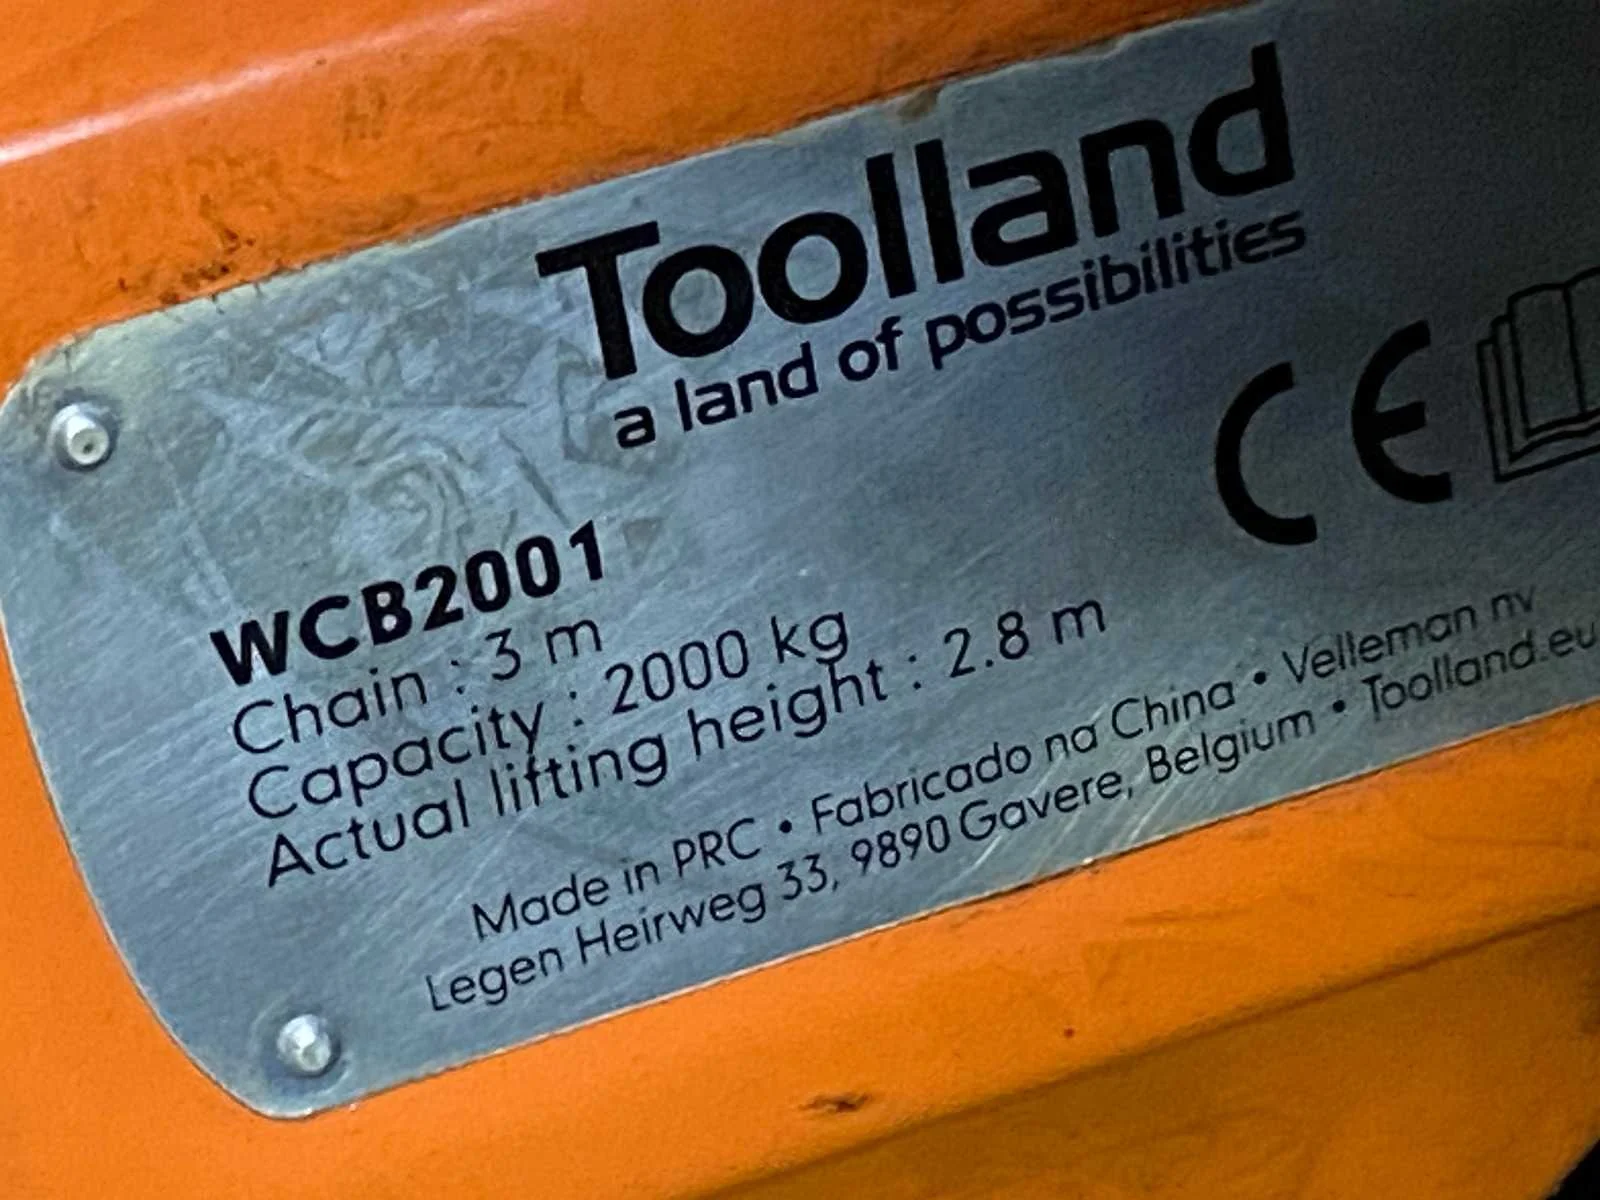 Toolland
a land of possibilities
CE
WCB2001
Chain : 3 m
Capacity : 2000 kg
Actual lifting height : 2.8 m
Made in PRC • Fabricado na China • Velleman nv
Legen Heirweg 33, 9890 Gavere, Belgium • Toolland.eu